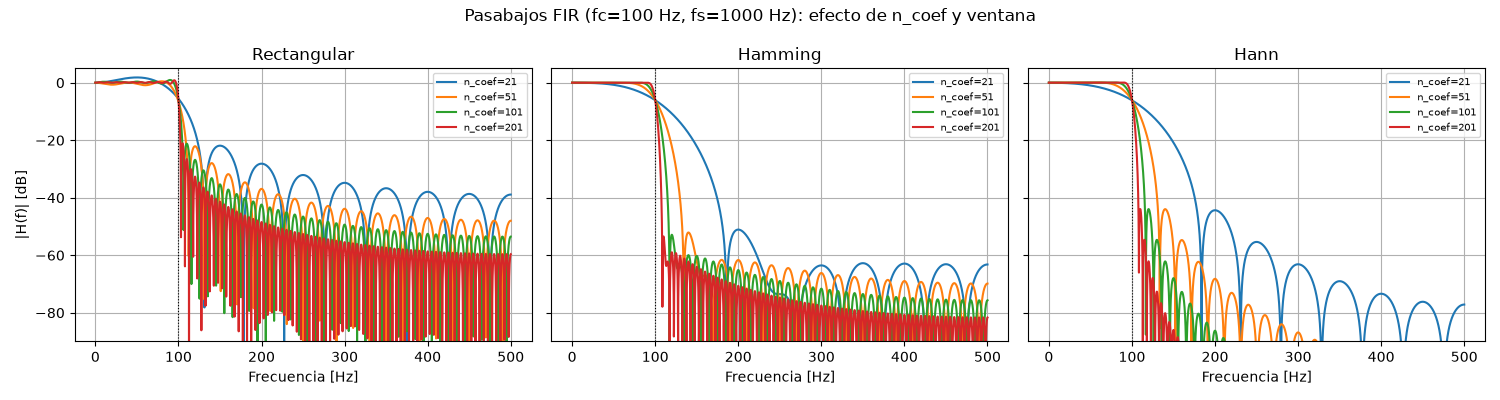 Pasabajos FIR (fc=100 Hz, fs=1000 Hz): efecto de n_coef y ventana
Rectangular
Hamming
Hann
n_coef=21
n_coef=51
n_coef=101
n_coef=201
n_coef=21
n_coef=51
n_coef=101
n_coef=201
n_coef=21
n_coef=51
n_coef=101
n_coef=201
|H(f)| [dB]
0
−20
−40
−60
−80
0 100 200 300 400 500
0 100 200 300 400 500
0 100 200 300 400 500
Frecuencia [Hz]
Frecuencia [Hz]
Frecuencia [Hz]